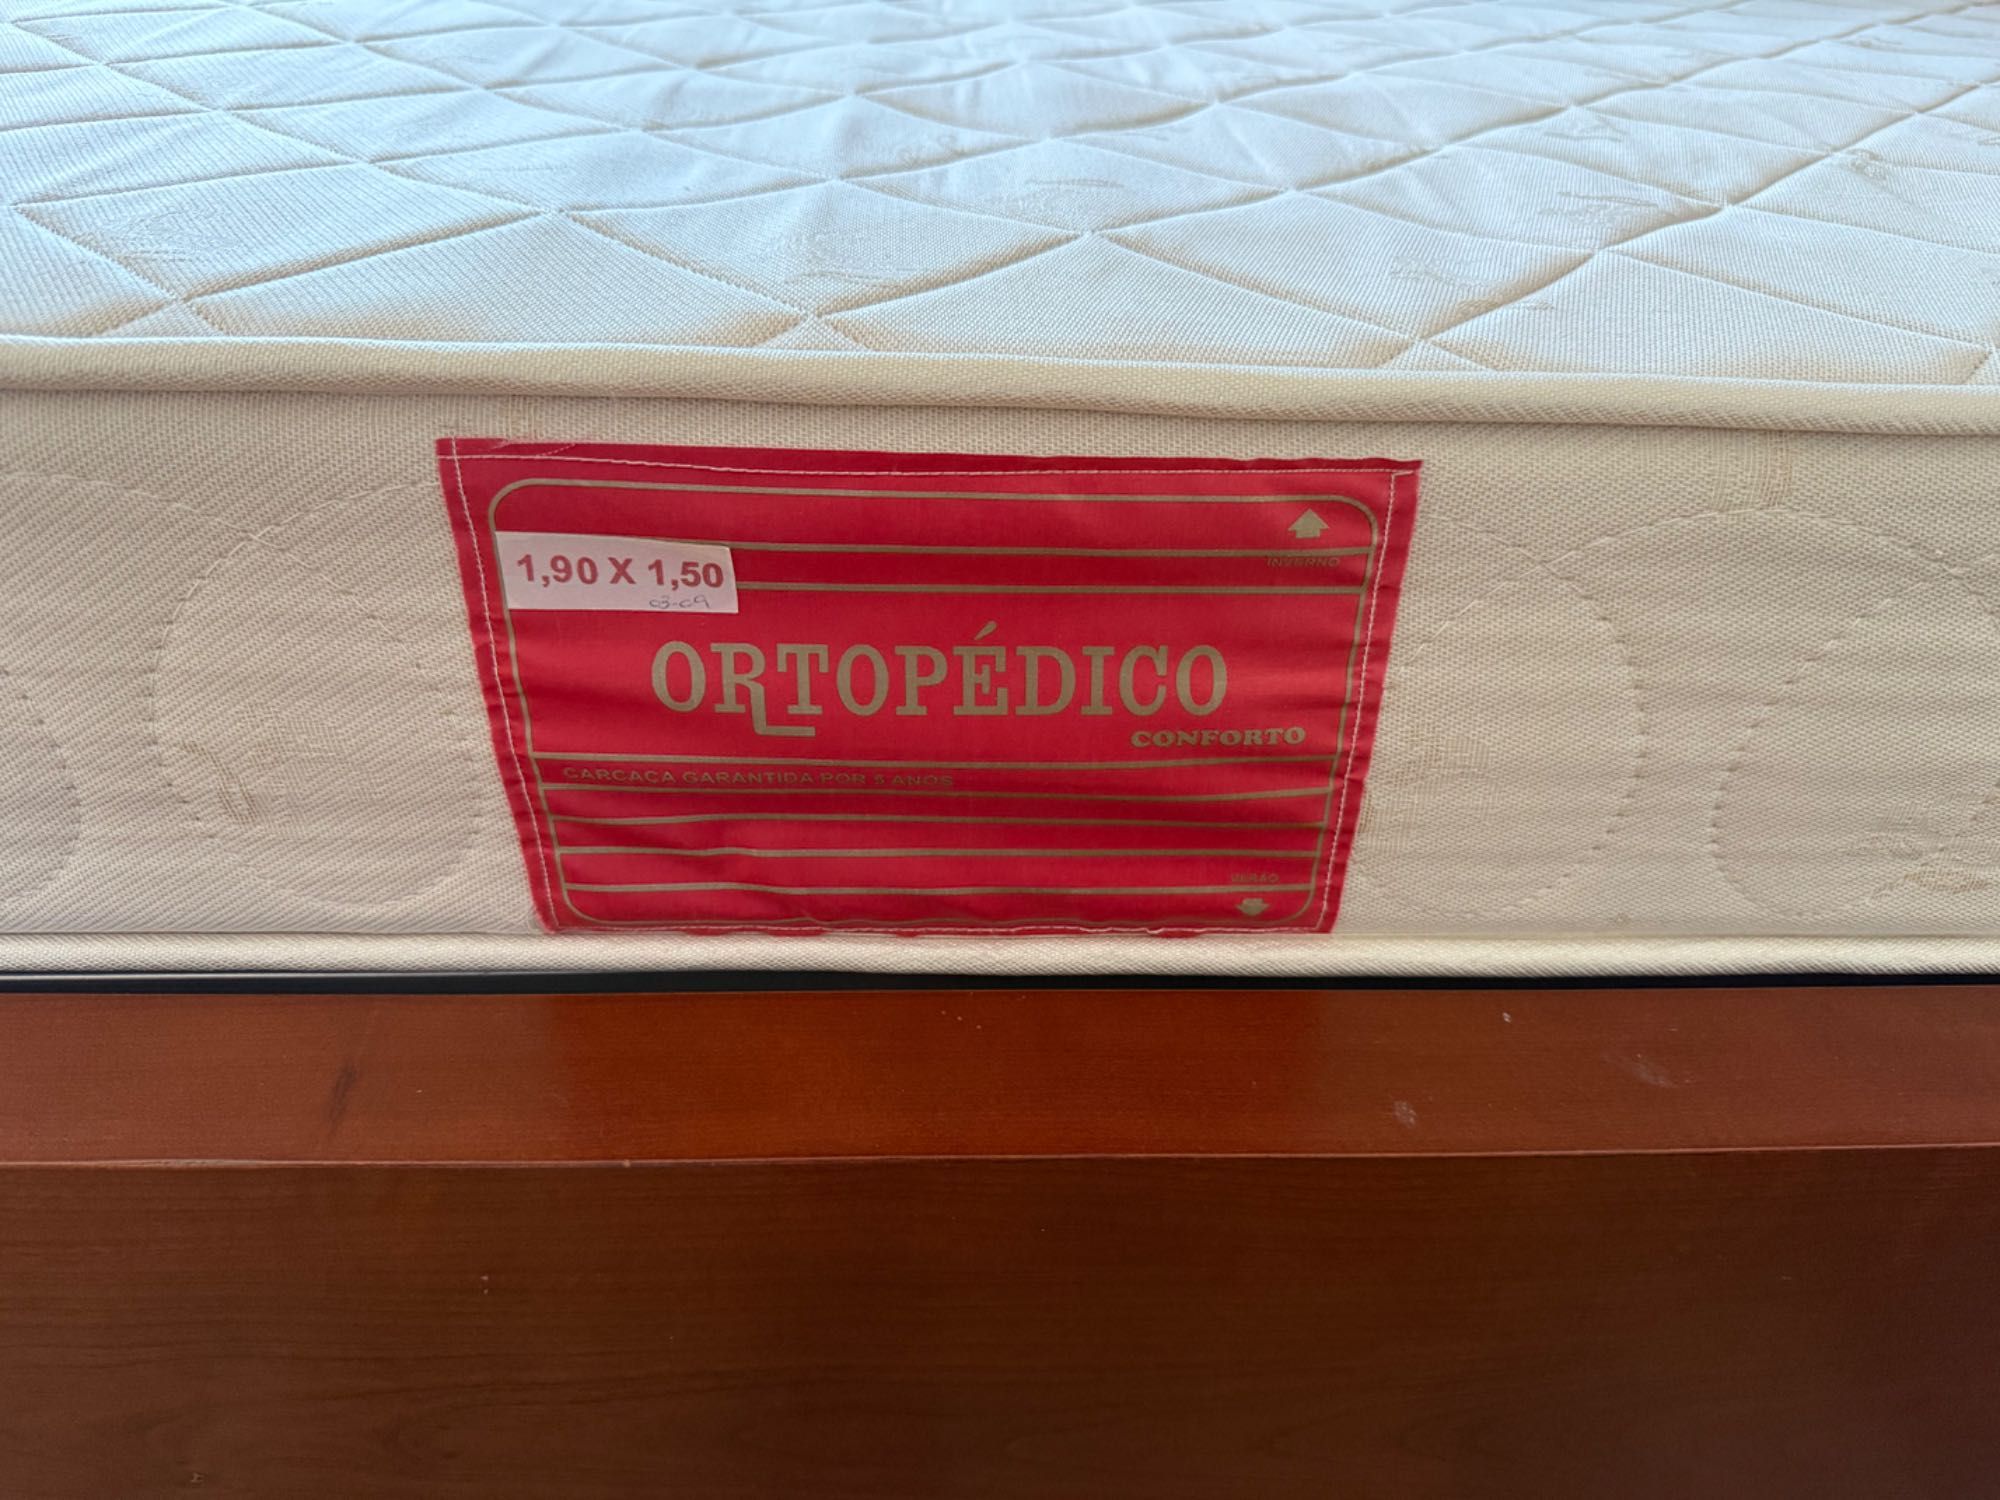 INVERNO
1,90 X 1,50
03-09
ORTOPÉDICO
CONFORTO
CARCAÇA GARANTIDA POR 5 ANOS
VERÃO